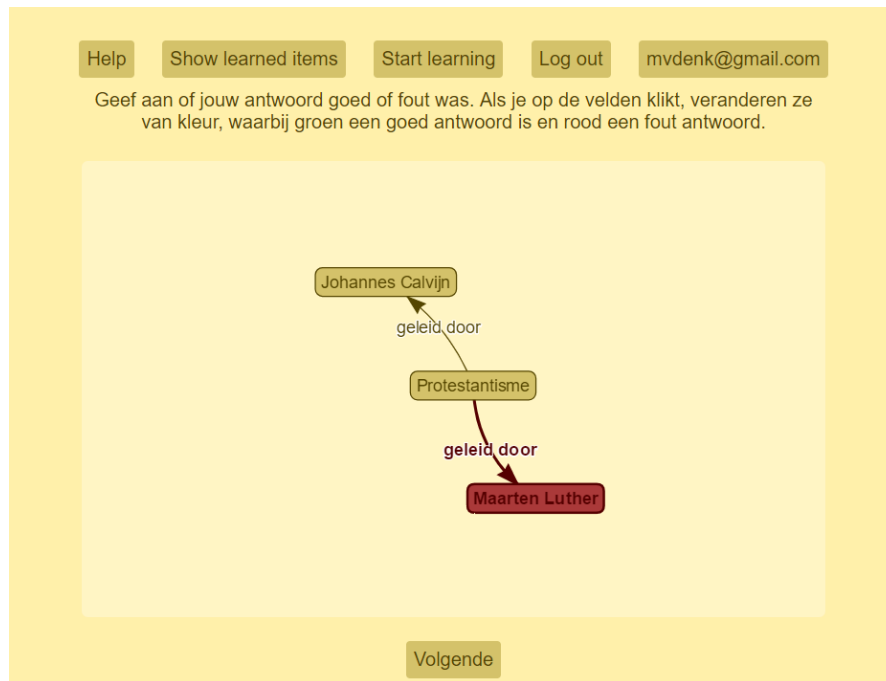 Help Show learned items Start learning Log out mvdenk@gmail.com
Geef aan of jouw antwoord goed of fout was. Als je op de velden klikt, veranderen ze
van kleur, waarbij groen een goed antwoord is en rood een fout antwoord.
Johannes Calvijn
geleid door
Protestantisme
geleid door
Maarten Luther
Volgende